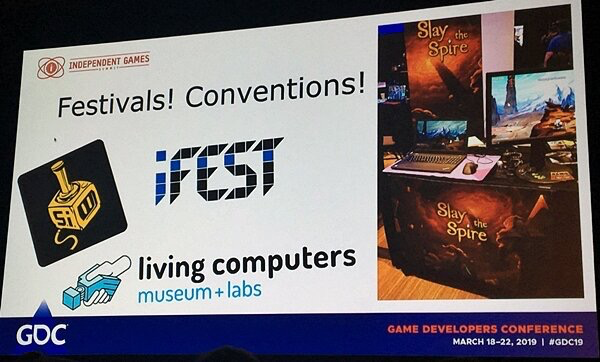 INDEPENDENT GAMES
SUMMIT
Festivals! Conventions!
iFEST
living computers
museum+labs
Slay the
Spire
Slay the
Spire
GDC
GAME DEVELOPERS CONFERENCE
MARCH 18–22, 2019 | #GDC19